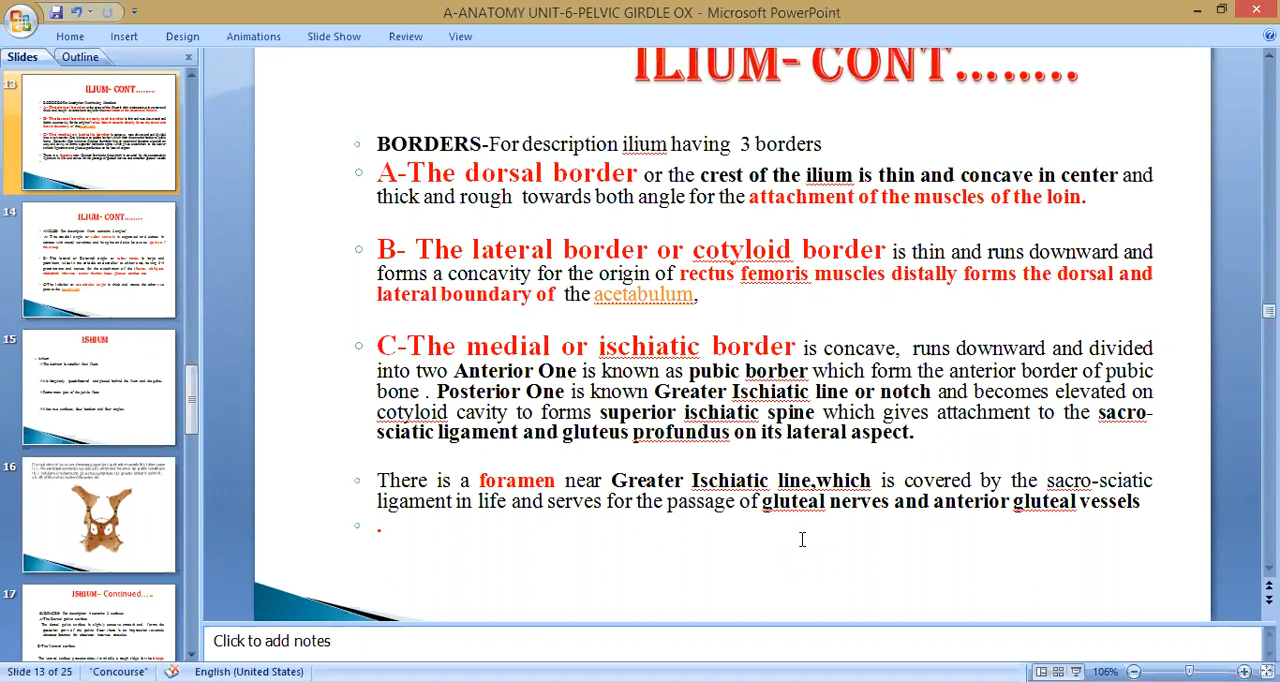 A-ANATOMY UNIT-6-PELVIC GIRDLE OX - Microsoft PowerPoint
Home Insert Design Animations Slide Show Review View
Slides Outline
13
ILIUM- CONT........
14
ILIUM- CONT........
15
ISHIUM
16
17
ISHIUM- Continued.....
ILIUM- CONT........
BORDERS-For description ilium having 3 borders
A-The dorsal border or the crest of the ilium is thin and concave in center and
thick and rough towards both angle for the attachment of the muscles of the loin.
B- The lateral border or cotyloid border is thin and runs downward and
forms a concavity for the origin of rectus femoris muscles distally forms the dorsal and
lateral boundary of the acetabulum,
C-The medial or ischiatic border is concave, runs downward and divided
into two Anterior One is known as pubic borber which form the anterior border of pubic
bone . Posterior One is known Greater Ischiatic line or notch and becomes elevated on
cotyloid cavity to forms superior ischiatic spine which gives attachment to the sacro-
sciatic ligament and gluteus profundus on its lateral aspect.
There is a foramen near Greater Ischiatic line,which is covered by the sacro-sciatic
ligament in life and serves for the passage of gluteal nerves and anterior gluteal vessels
.
Click to add notes
Slide 13 of 25 "Concourse" English (United States) 106%